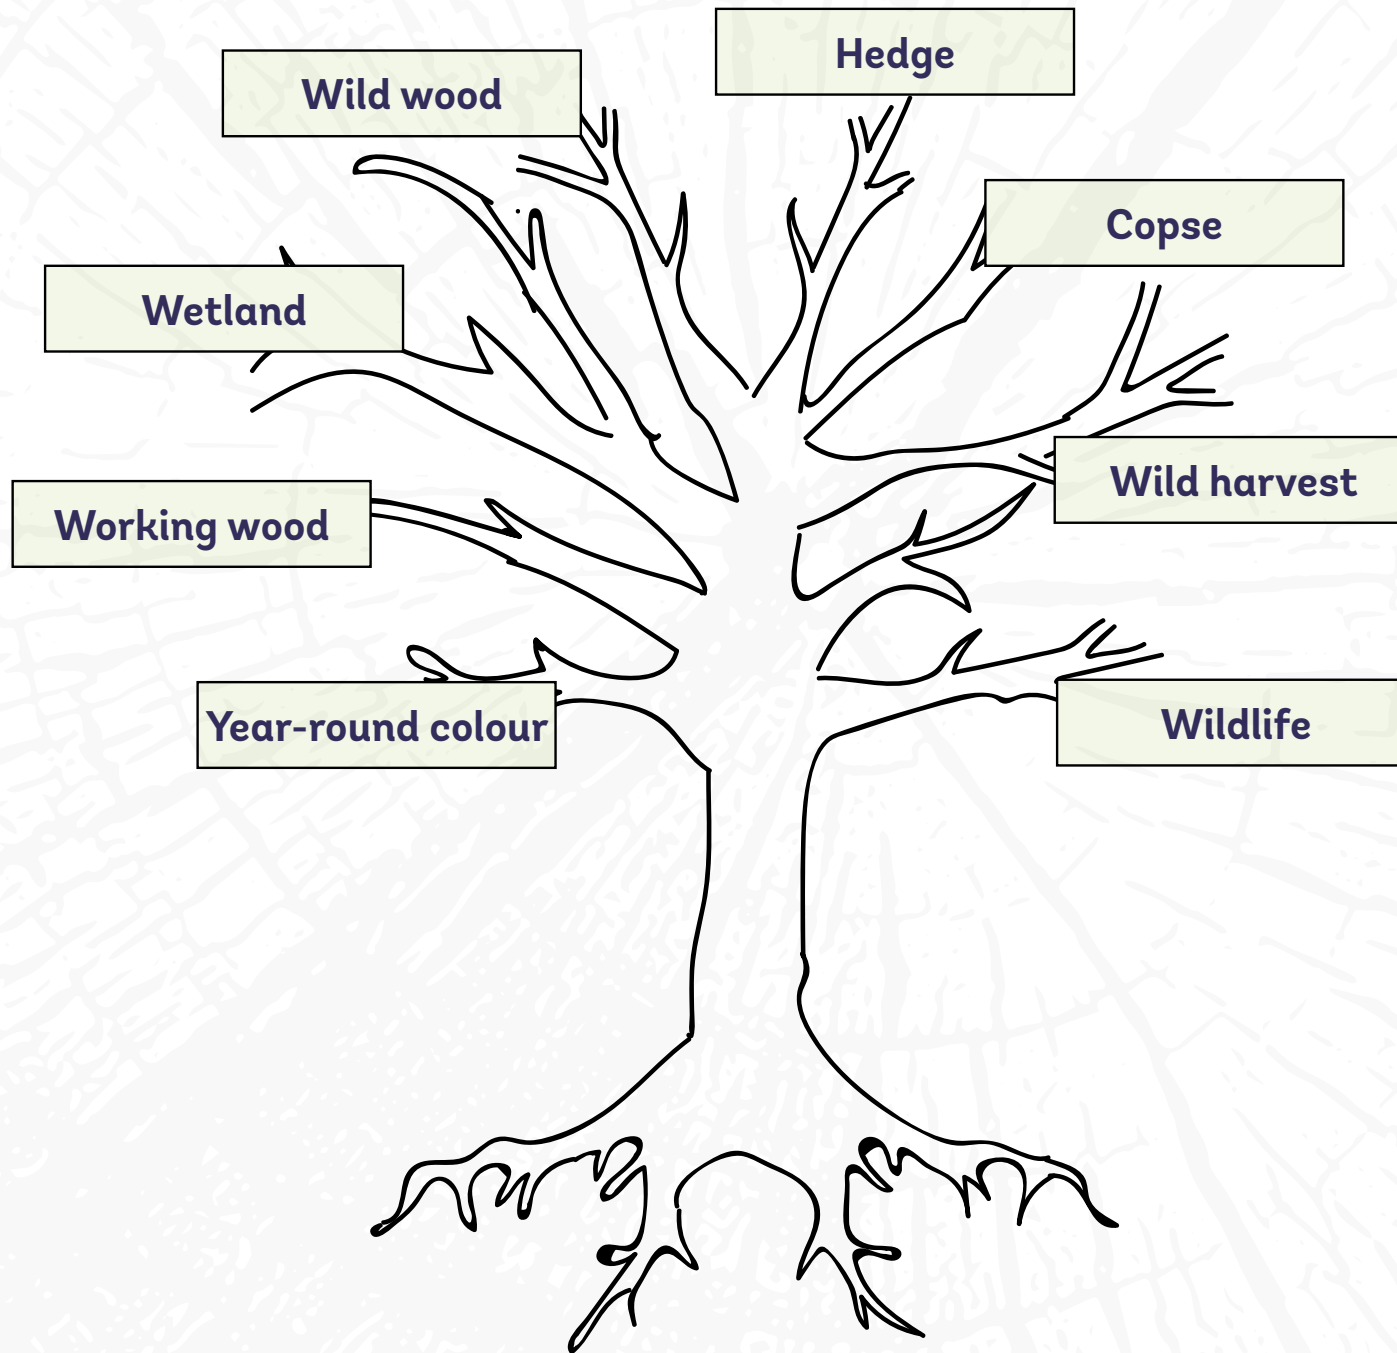 Hedge
Wild wood
Copse
Wetland
Wild harvest
Working wood
Year-round colour
Wildlife